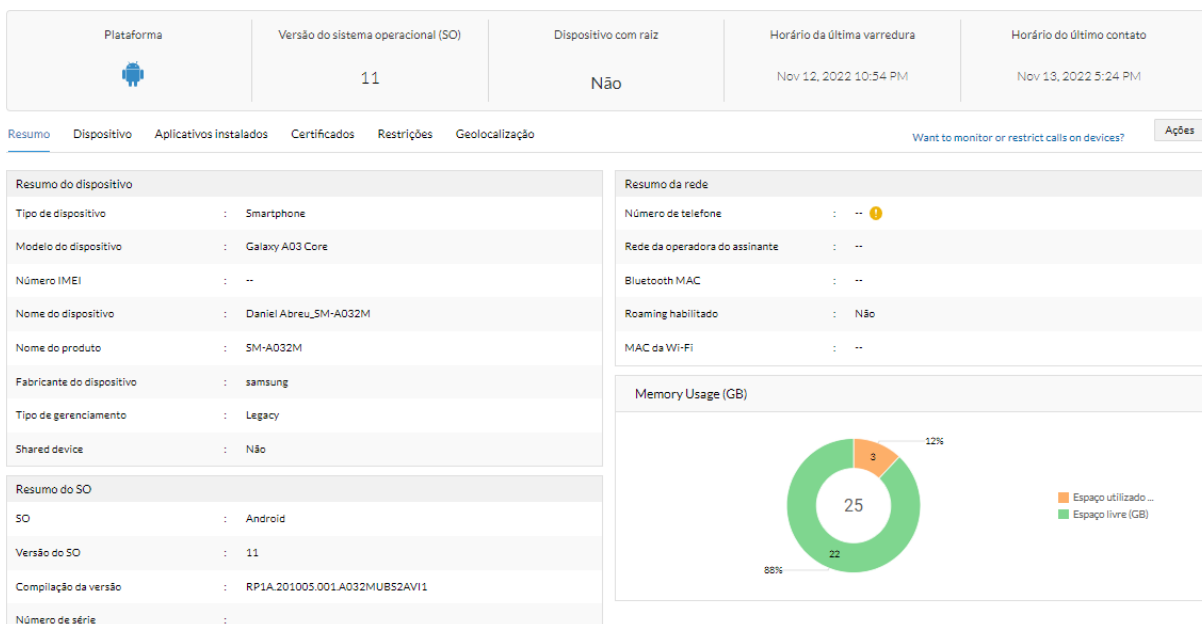 Plataforma
Versão do sistema operacional (SO)
Dispositivo com raiz
Horário da última varredura
Horário do último contato
11
Não
Nov 12, 2022 10:54 PM
Nov 13, 2022 5:24 PM
Resumo
Dispositivo
Aplicativos instalados
Certificados
Restrições
Geolocalização
Want to monitor or restrict calls on devices?
Ações
Resumo do dispositivo
Tipo de dispositivo : Smartphone
Modelo do dispositivo : Galaxy A03 Core
Número IMEI : --
Nome do dispositivo : Daniel Abreu_SM-A032M
Nome do produto : SM-A032M
Fabricante do dispositivo : samsung
Tipo de gerenciamento : Legacy
Shared device : Não
Resumo do SO
SO : Android
Versão do SO : 11
Compilação da versão : RP1A.201005.001.A032MUBS2AVI1
Número de série :
Resumo da rede
Número de telefone : -- !
Rede da operadora do assinante : --
Bluetooth MAC : --
Roaming habilitado : Não
MAC da Wi-Fi : --
Memory Usage (GB)
12%
3
25
22
88%
Espaço utilizado ...
Espaço livre (GB)